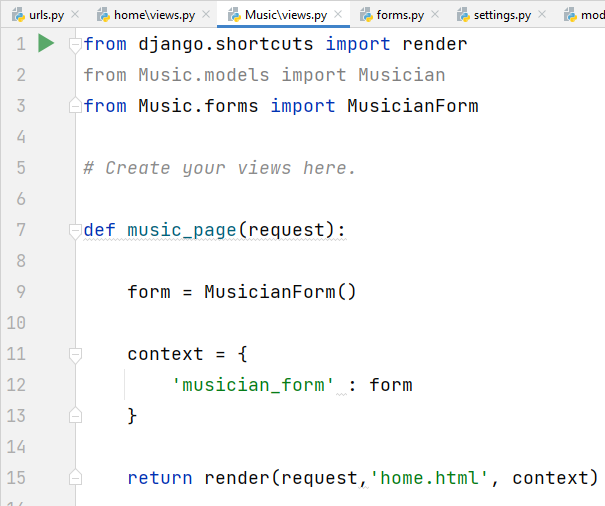 urls.py home\views.py Music\views.py forms.py settings.py mod
1 from django.shortcuts import render
2 from Music.models import Musician
3 from Music.forms import MusicianForm
4
5 # Create your views here.
6
7 def music_page(request):
8
9 form = MusicianForm()
10
11 context = {
12 'musician_form' : form
13 }
14
15 return render(request,'home.html', context)